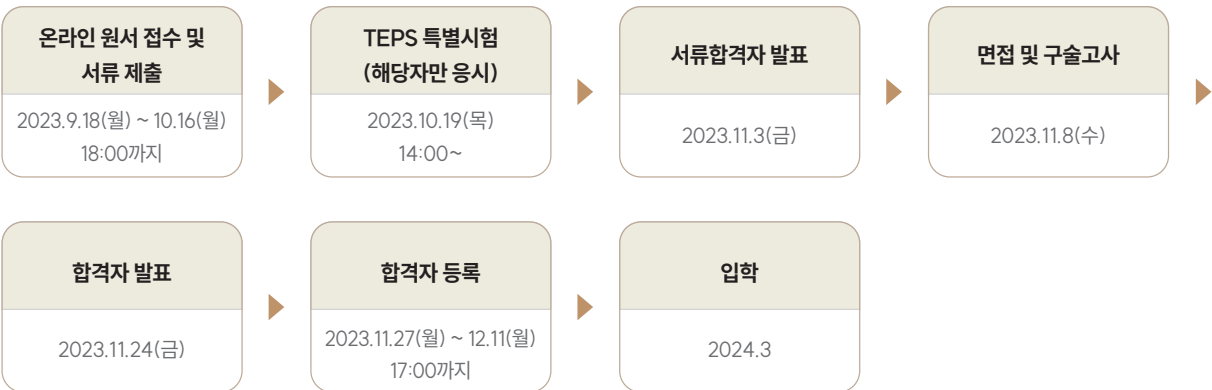 온라인 원서 접수 및
서류 제출
2023.9.18(월) ~ 10.16(월)
18:00까지
TEPS 특별시험
(해당자만 응시)
2023.10.19(목)
14:00~
서류합격자 발표
2023.11.3(금)
면접 및 구술고사
2023.11.8(수)
합격자 발표
2023.11.24(금)
합격자 등록
2023.11.27(월) ~ 12.11(월)
17:00까지
입학
2024.3